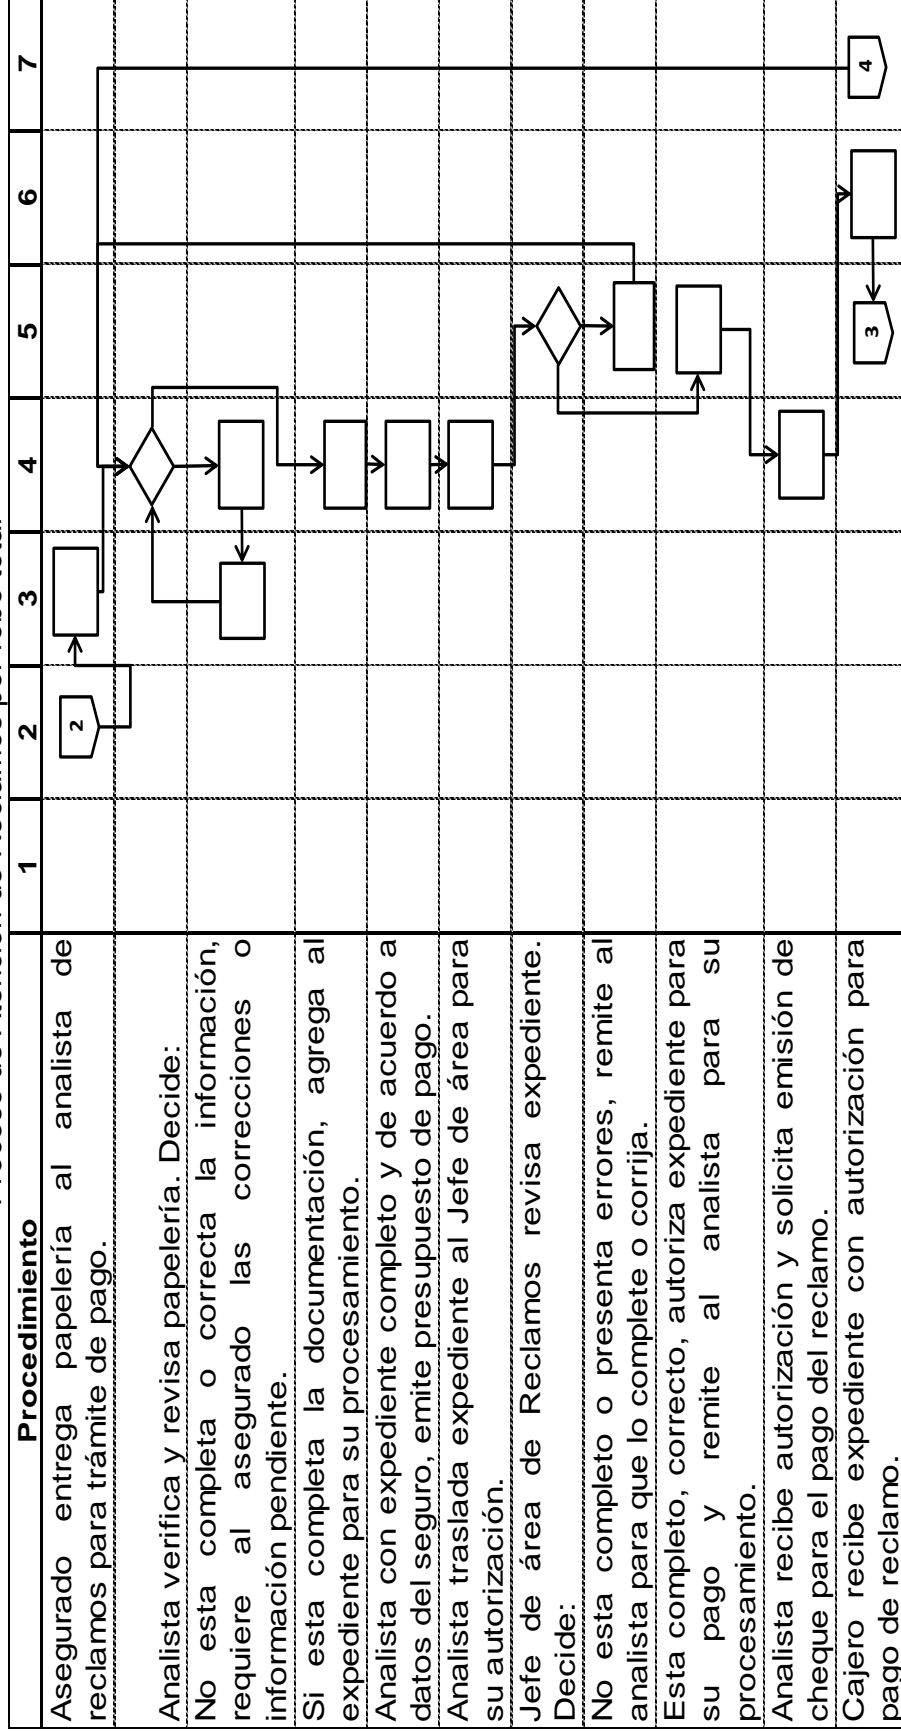 Procedimiento
1
2
3
4
5
6
7
Asegurado entrega papelería al analista de
reclamos para trámite de pago.
2
Analista verifica y revisa papelería. Decide:
No esta completa o correcta la información,
requiere al asegurado las correcciones o
información pendiente.
Si esta completa la documentación, agrega al
expediente para su procesamiento.
Analista con expediente completo y de acuerdo a
datos del seguro, emite presupuesto de pago.
Analista traslada expediente al Jefe de área para
su autorización.
Jefe de área de Reclamos revisa expediente.
Decide:
No esta completo o presenta errores, remite al
analista para que lo complete o corrija.
Esta completo, correcto, autoriza expediente para
su pago y remite al analista para su
procesamiento.
Analista recibe autorización y solicita emisión de
cheque para el pago del reclamo.
Cajero recibe expediente con autorización para
pago de reclamo.
3
4